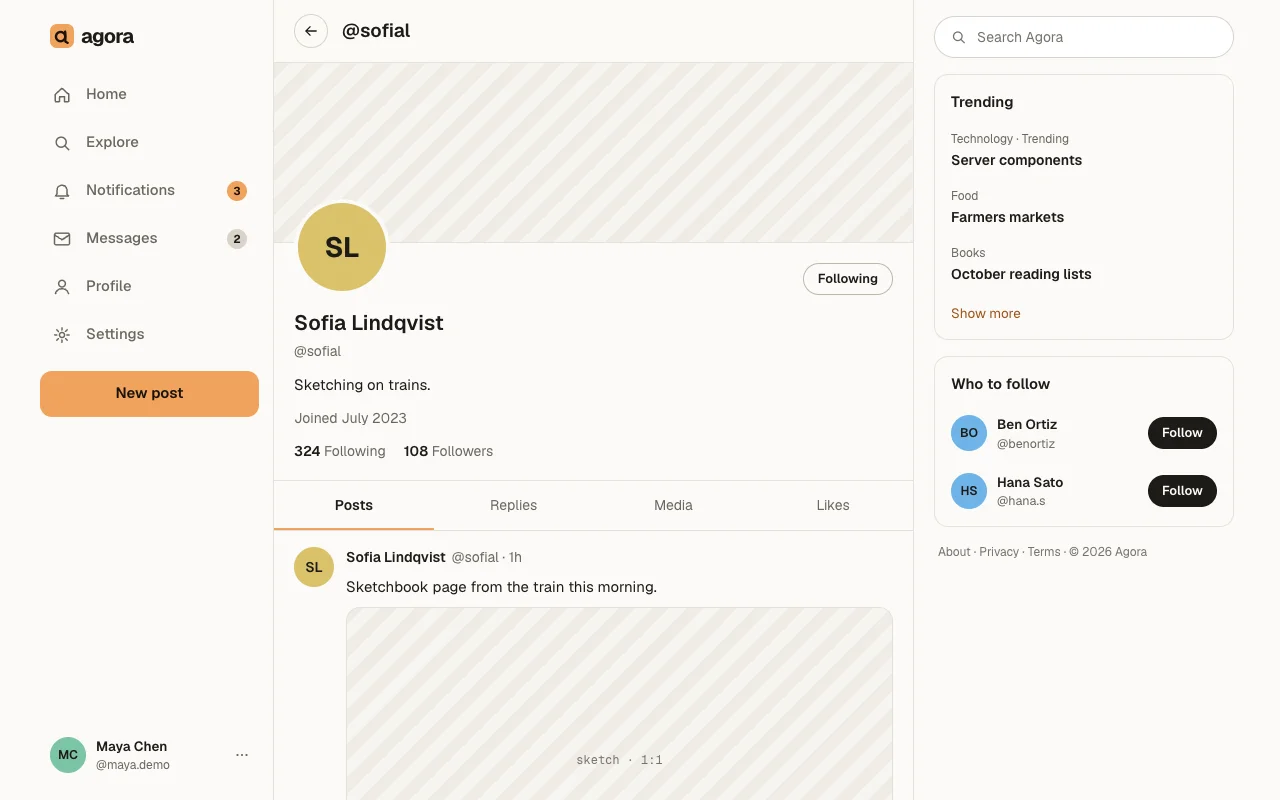 agora
Home
Explore
Notifications 3
Messages 2
Profile
Settings
New post
MC Maya Chen
@maya.demo
@sofial
SL
Following
Sofia Lindqvist
@sofial
Sketching on trains.
Joined July 2023
324 Following 108 Followers
Posts Replies Media Likes
SL Sofia Lindqvist @sofial · 1h
Sketchbook page from the train this morning.
sketch · 1:1
Search Agora
Trending
Technology · Trending
Server components
Food
Farmers markets
Books
October reading lists
Show more
Who to follow
BO Ben Ortiz Follow
@benortiz
HS Hana Sato Follow
@hana.s
About · Privacy · Terms · © 2026 Agora